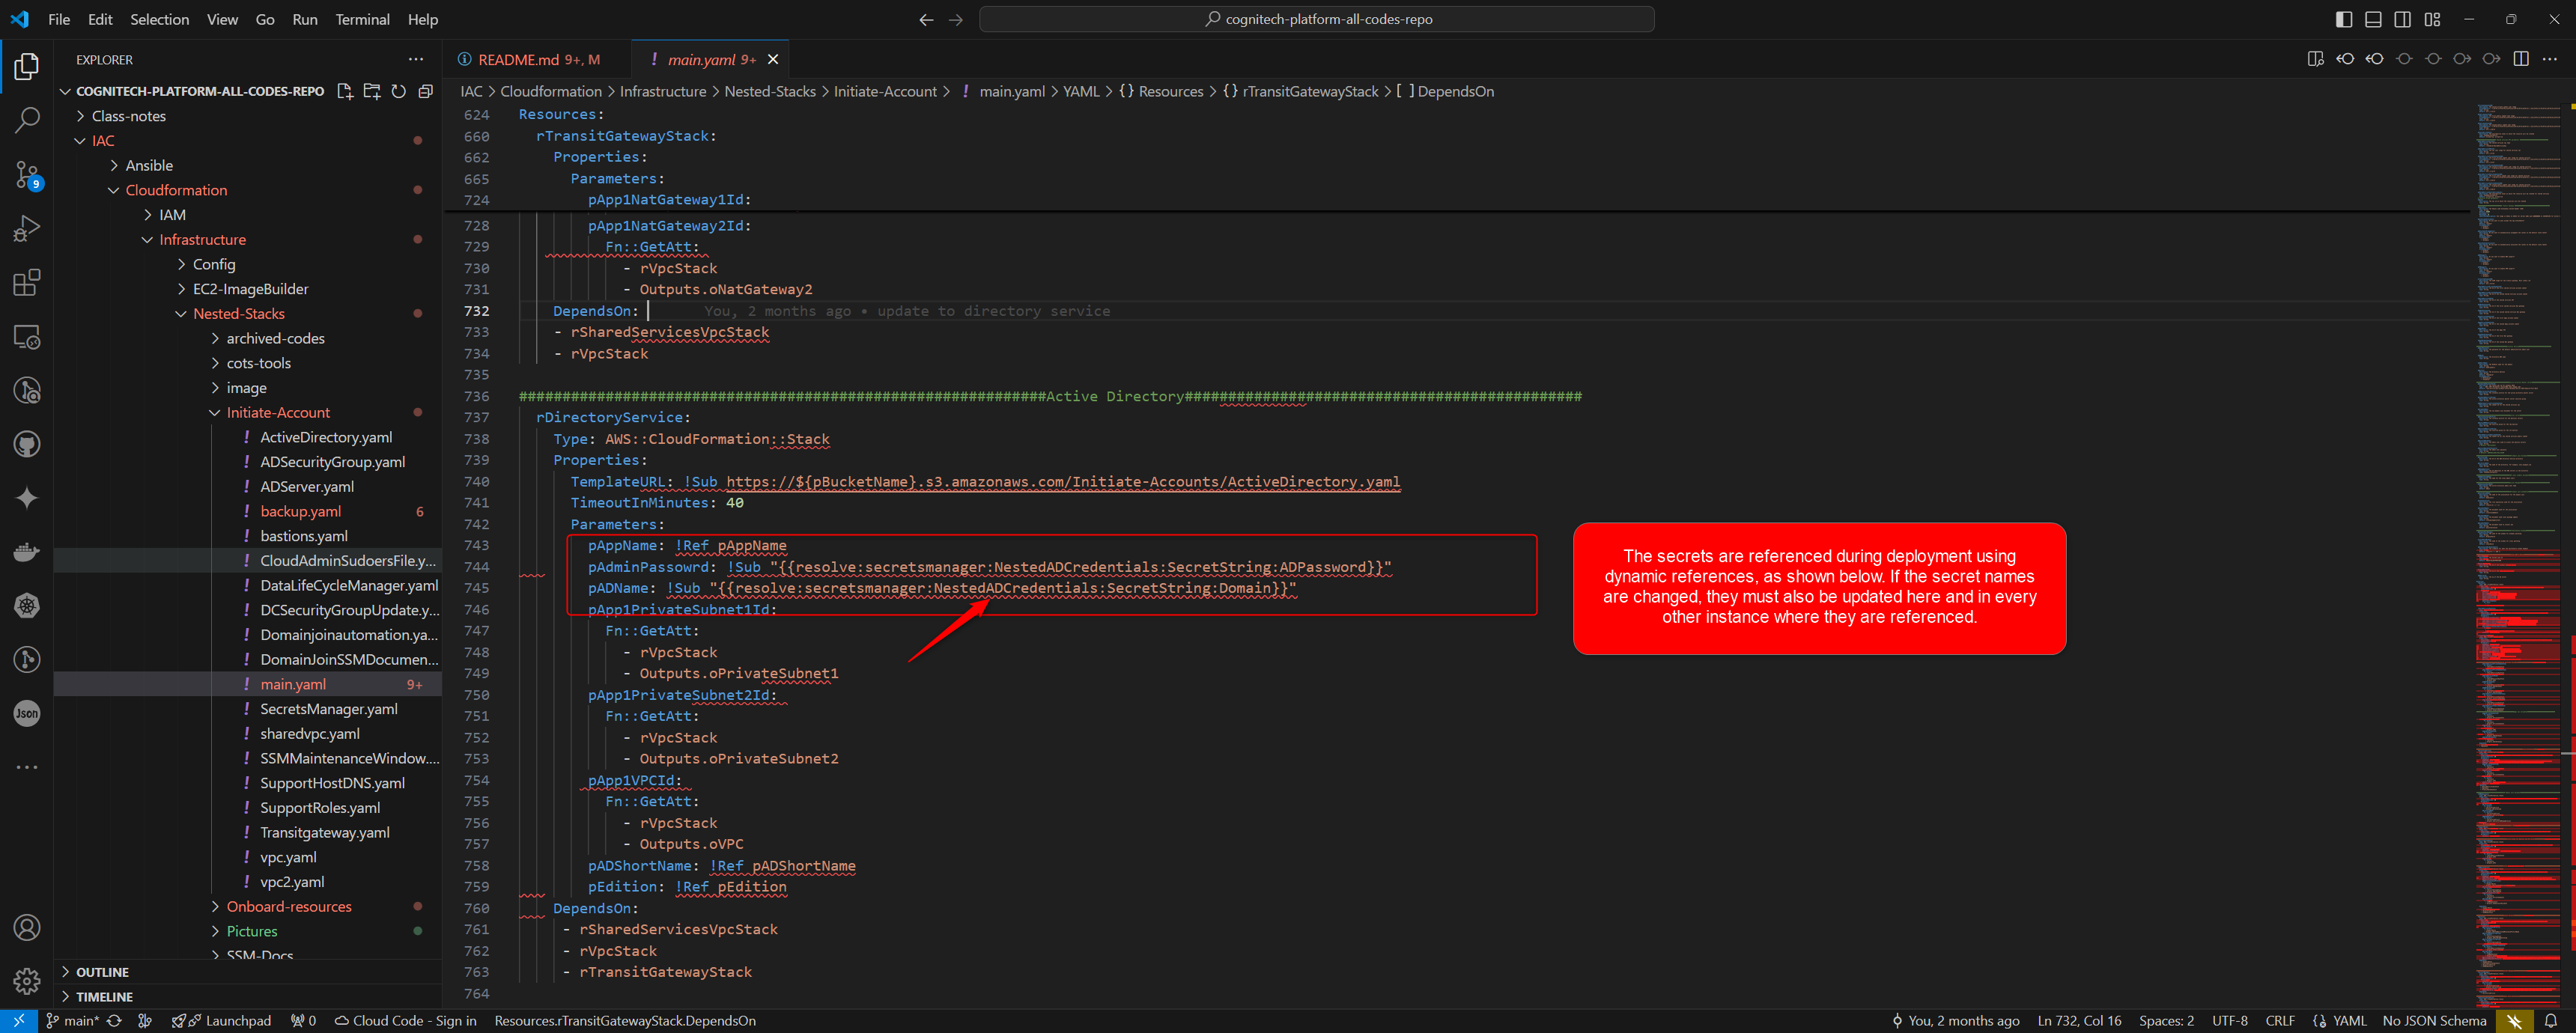 File Edit Selection View Go Run Terminal Help
cognitech-platform-all-codes-repo
EXPLORER
COGNITECH-PLATFORM-ALL-CODES-REPO
Class-notes
IAC
Ansible
Cloudformation
IAM
Infrastructure
Config
EC2-ImageBuilder
Nested-Stacks
archived-codes
cots-tools
image
Initiate-Account
! ActiveDirectory.yaml
! ADSecurityGroup.yaml
! ADServer.yaml
! backup.yaml 6
! bastions.yaml
! CloudAdminSudoersFile.y...
! DataLifeCycleManager.yaml
! DCSecurityGroupUpdate.y...
! Domainjoinautomation.ya...
! DomainJoinSSMDocumen...
! main.yaml 9+
! SecretsManager.yaml
! sharedvpc.yaml
! SSMMaintenanceWindow....
! SupportHostDNS.yaml
! SupportRoles.yaml
! Transitgateway.yaml
! vpc.yaml
! vpc2.yaml
Onboard-resources
Pictures
SSM-Docs
OUTLINE
TIMELINE
9
Json
README.md 9+, M
! main.yaml 9+
IAC > Cloudformation > Infrastructure > Nested-Stacks > Initiate-Account > ! main.yaml > YAML > {} Resources > {} rTransitGatewayStack > [ ] DependsOn
624 Resources:
660 rTransitGatewayStack:
662 Properties:
665 Parameters:
724 pApp1NatGateway1Id:
728 pApp1NatGateway2Id:
729 Fn::GetAtt:
730 - rVpcStack
731 - Outputs.oNatGateway2
732 DependsOn: You, 2 months ago • update to directory service
733 - rSharedServicesVpcStack
734 - rVpcStack
735
736 #############################################################Active Directory##############################################
737 rDirectoryService:
738 Type: AWS::CloudFormation::Stack
739 Properties:
740 TemplateURL: !Sub https://${pBucketName}.s3.amazonaws.com/Initiate-Accounts/ActiveDirectory.yaml
741 TimeoutInMinutes: 40
742 Parameters:
743 pAppName: !Ref pAppName
744 pAdminPassowrd: !Sub "{{resolve:secretsmanager:NestedADCredentials:SecretString:ADPassword}}"
745 pADName: !Sub "{{resolve:secretsmanager:NestedADCredentials:SecretString:Domain}}"
746 pApp1PrivateSubnet1Id:
747 Fn::GetAtt:
748 - rVpcStack
749 - Outputs.oPrivateSubnet1
750 pApp1PrivateSubnet2Id:
751 Fn::GetAtt:
752 - rVpcStack
753 - Outputs.oPrivateSubnet2
754 pApp1VPCId:
755 Fn::GetAtt:
756 - rVpcStack
757 - Outputs.oVPC
758 pADShortName: !Ref pADShortName
759 pEdition: !Ref pEdition
760 DependsOn:
761 - rSharedServicesVpcStack
762 - rVpcStack
763 - rTransitGatewayStack
764
The secrets are referenced during deployment using
dynamic references, as shown below. If the secret names
are changed, they must also be updated here and in every
other instance where they are referenced.
main* Launchpad 0 Cloud Code - Sign in Resources.rTransitGatewayStack.DependsOn You, 2 months ago Ln 732, Col 16 Spaces: 2 UTF-8 CRLF {} YAML No JSON Schema